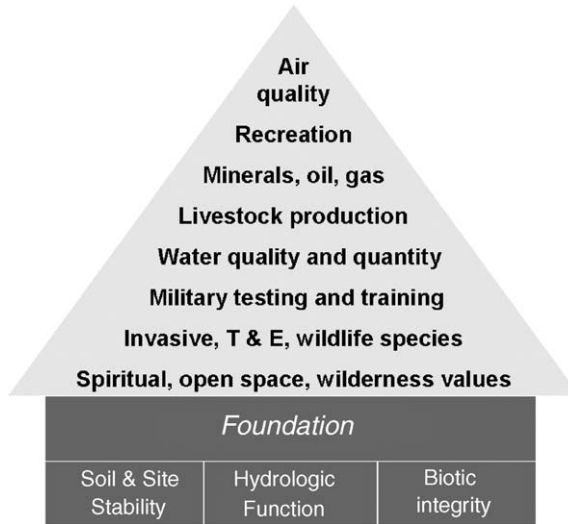 Air
quality
Recreation
Minerals, oil, gas
Livestock production
Water quality and quantity
Military testing and training
Invasive, T & E, wildlife species
Spiritual, open space, wilderness values
Foundation
Soil & Site
Stability
Hydrologic
Function
Biotic
integrity